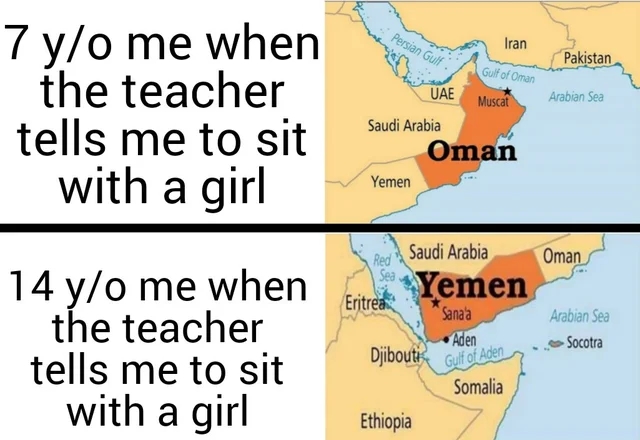 7 y/o me when
the teacher
tells me to sit
with a girl
Persian Gulf
Iran
Pakistan
Gulf of Oman
UAE
Muscat
Arabian Sea
Saudi Arabia
Oman
Yemen
14 y/o me when
the teacher
tells me to sit
with a girl
Red
Sea
Saudi Arabia
Oman
Yemen
Eritrea
Sana'a
Arabian Sea
Aden
Socotra
Djibouti
Gulf of Aden
Somalia
Ethiopia